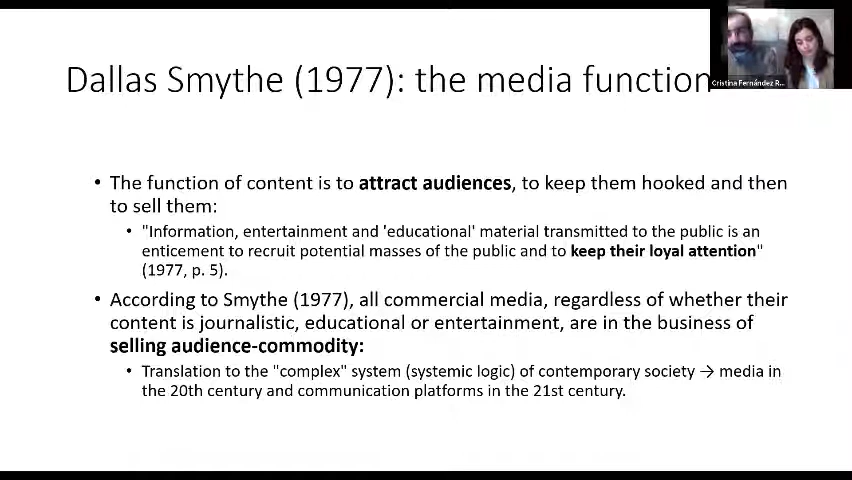 Dallas Smythe (1977): the media function
Cristina Fernández R...
• The function of content is to attract audiences, to keep them hooked and then
to sell them:
• "Information, entertainment and 'educational' material transmitted to the public is an
enticement to recruit potential masses of the public and to keep their loyal attention"
(1977, p. 5).
• According to Smythe (1977), all commercial media, regardless of whether their
content is journalistic, educational or entertainment, are in the business of
selling audience-commodity:
• Translation to the "complex" system (systemic logic) of contemporary society → media in
the 20th century and communication platforms in the 21st century.